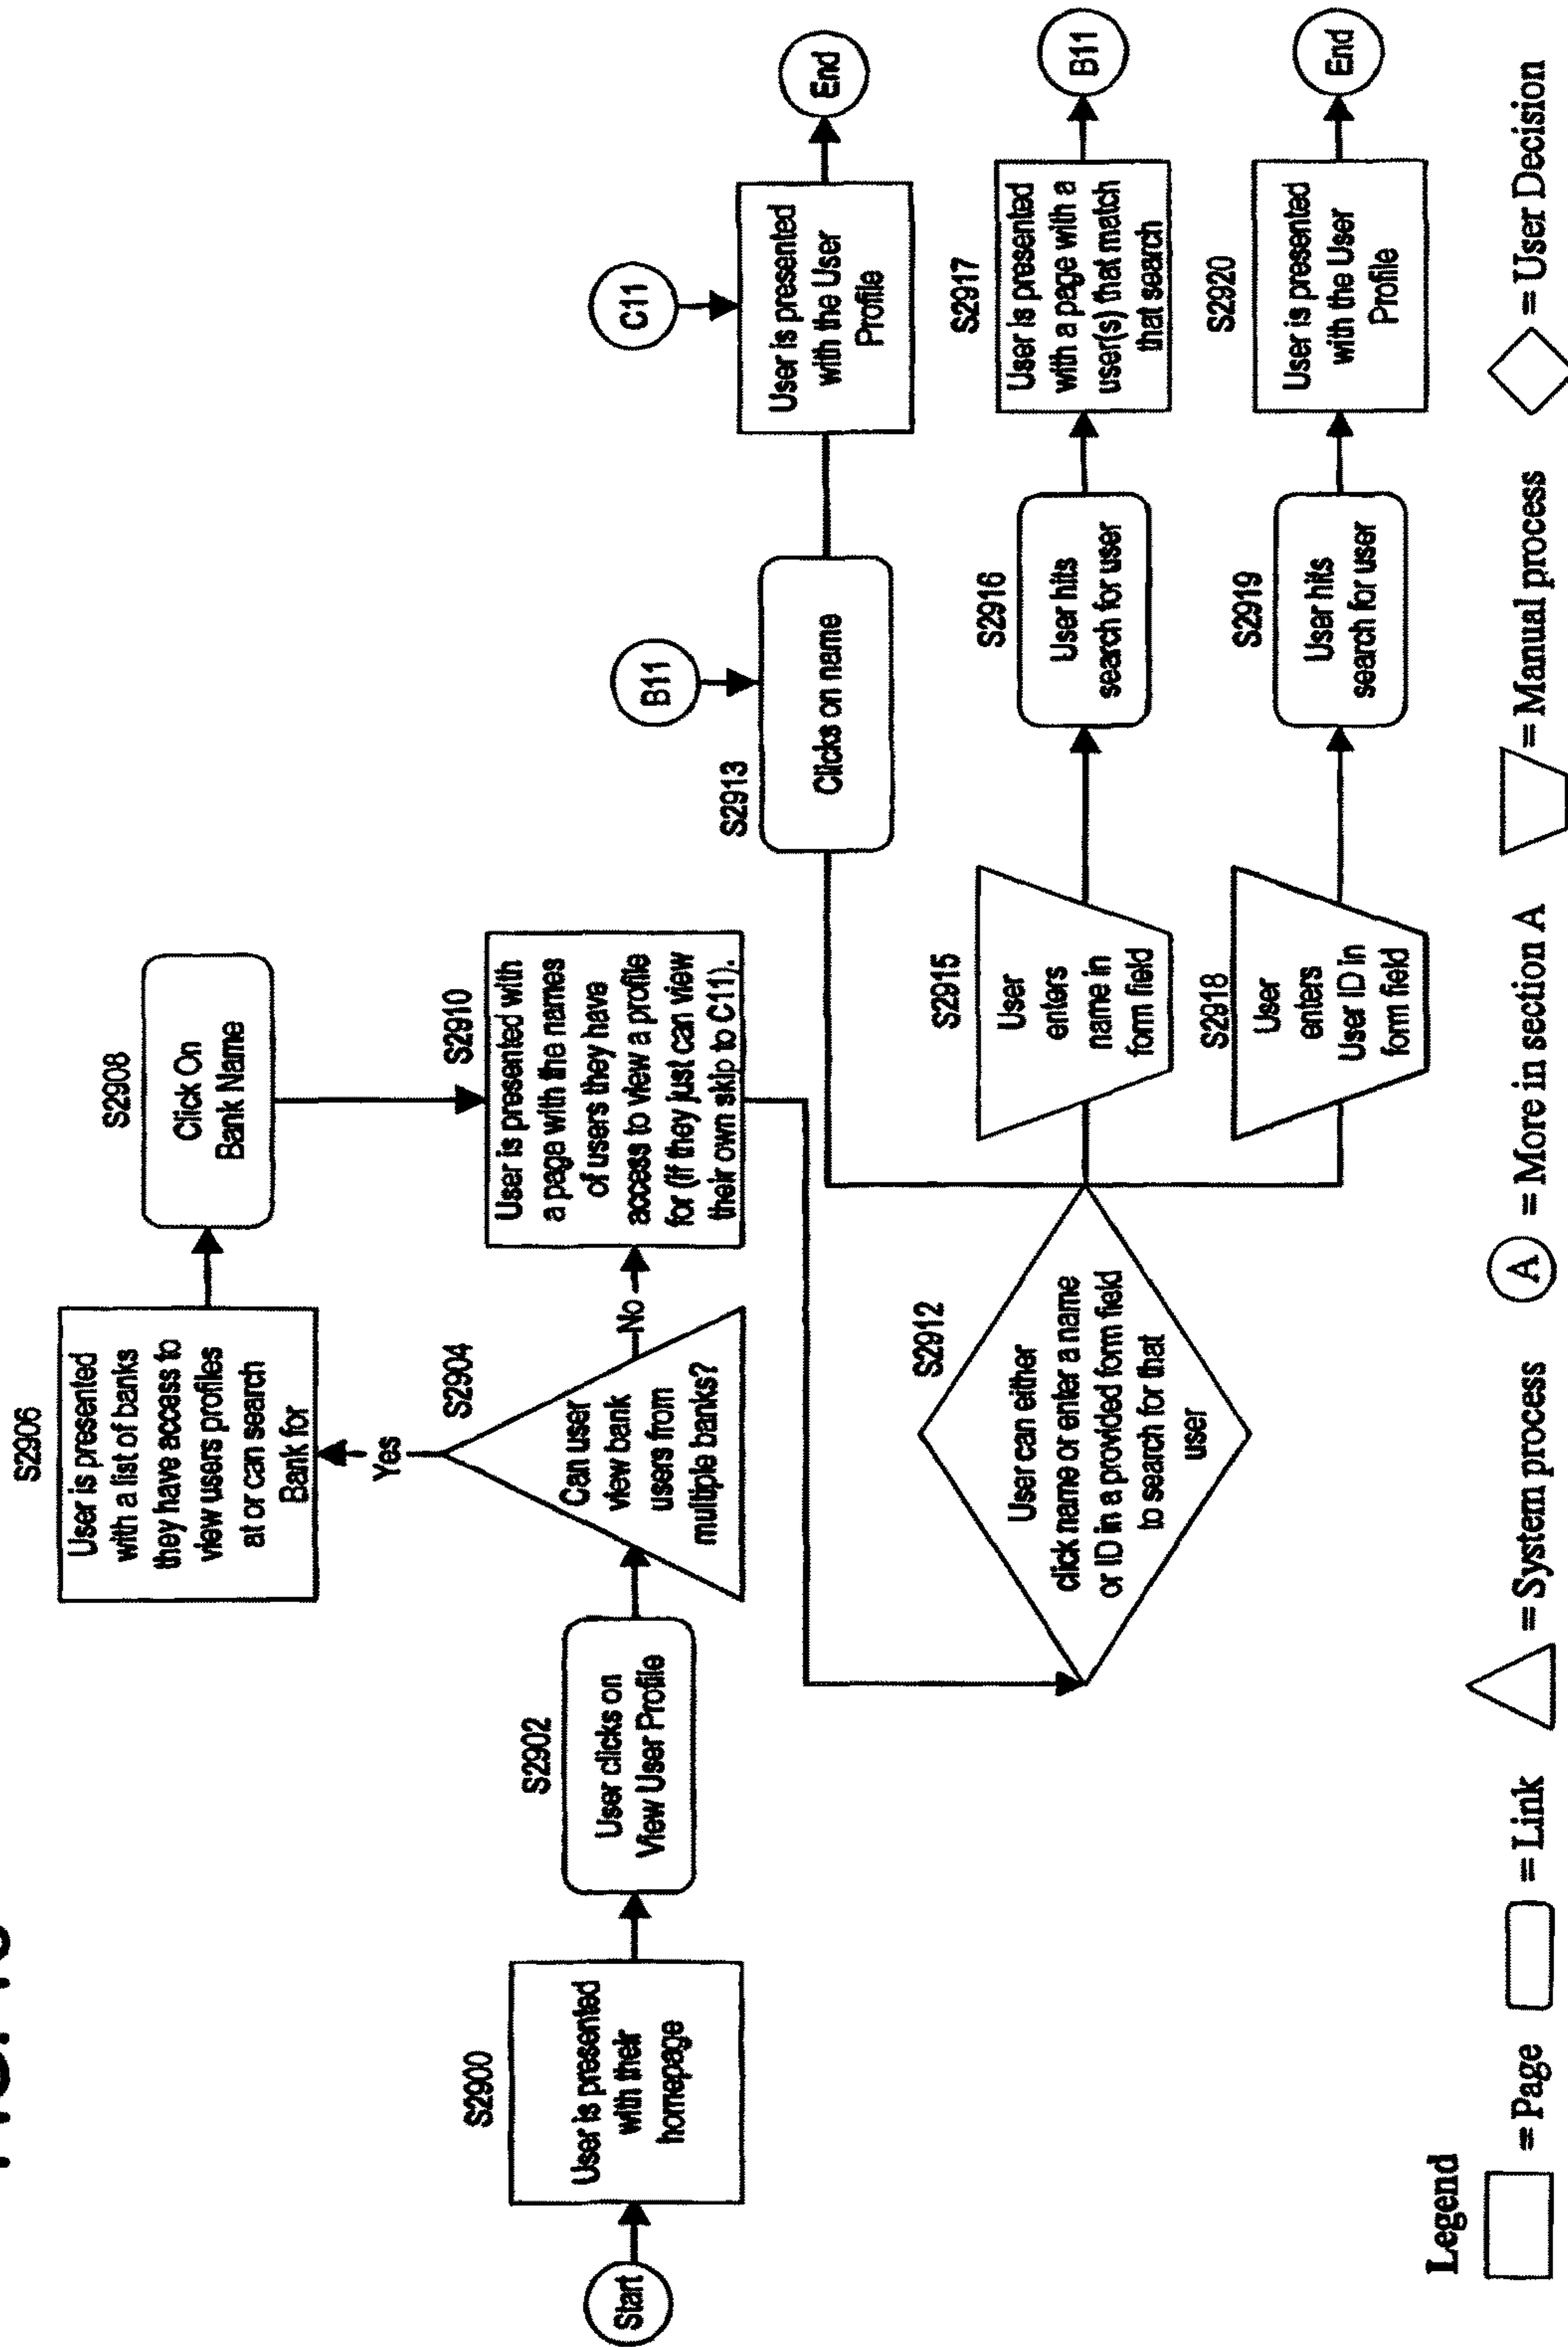 Start
S2900
User is presented
with their
homepage
S2902
User clicks on
View User Profile
S2904
Can user
view bank
users from
multiple banks?
Yes
No
S2906
User is presented
with a list of banks
they have access to
view users profiles
at or can search
Bank for
S2908
Click On
Bank Name
S2910
User is presented with
a page with the names
of users they have
access to view a profile
for (if they just can view
their own skip to C11).
S2912
User can either
click name or enter a name
or ID in a provided form field
to search for that
user
S2913
B11
Clicks on name
C11
User is presented
with the User
Profile
End
S2915
User
enters
name in
form field
S2916
User hits
search for user
S2917
User is presented
with a page with a
user(s) that match
that search
B11
S2918
User
enters
User ID in
form field
S2919
User hits
search for user
S2920
User is presented
with the User
Profile
End
Legend
= Page
= Link
= System process
A = More in section A
= Manual process
= User Decision